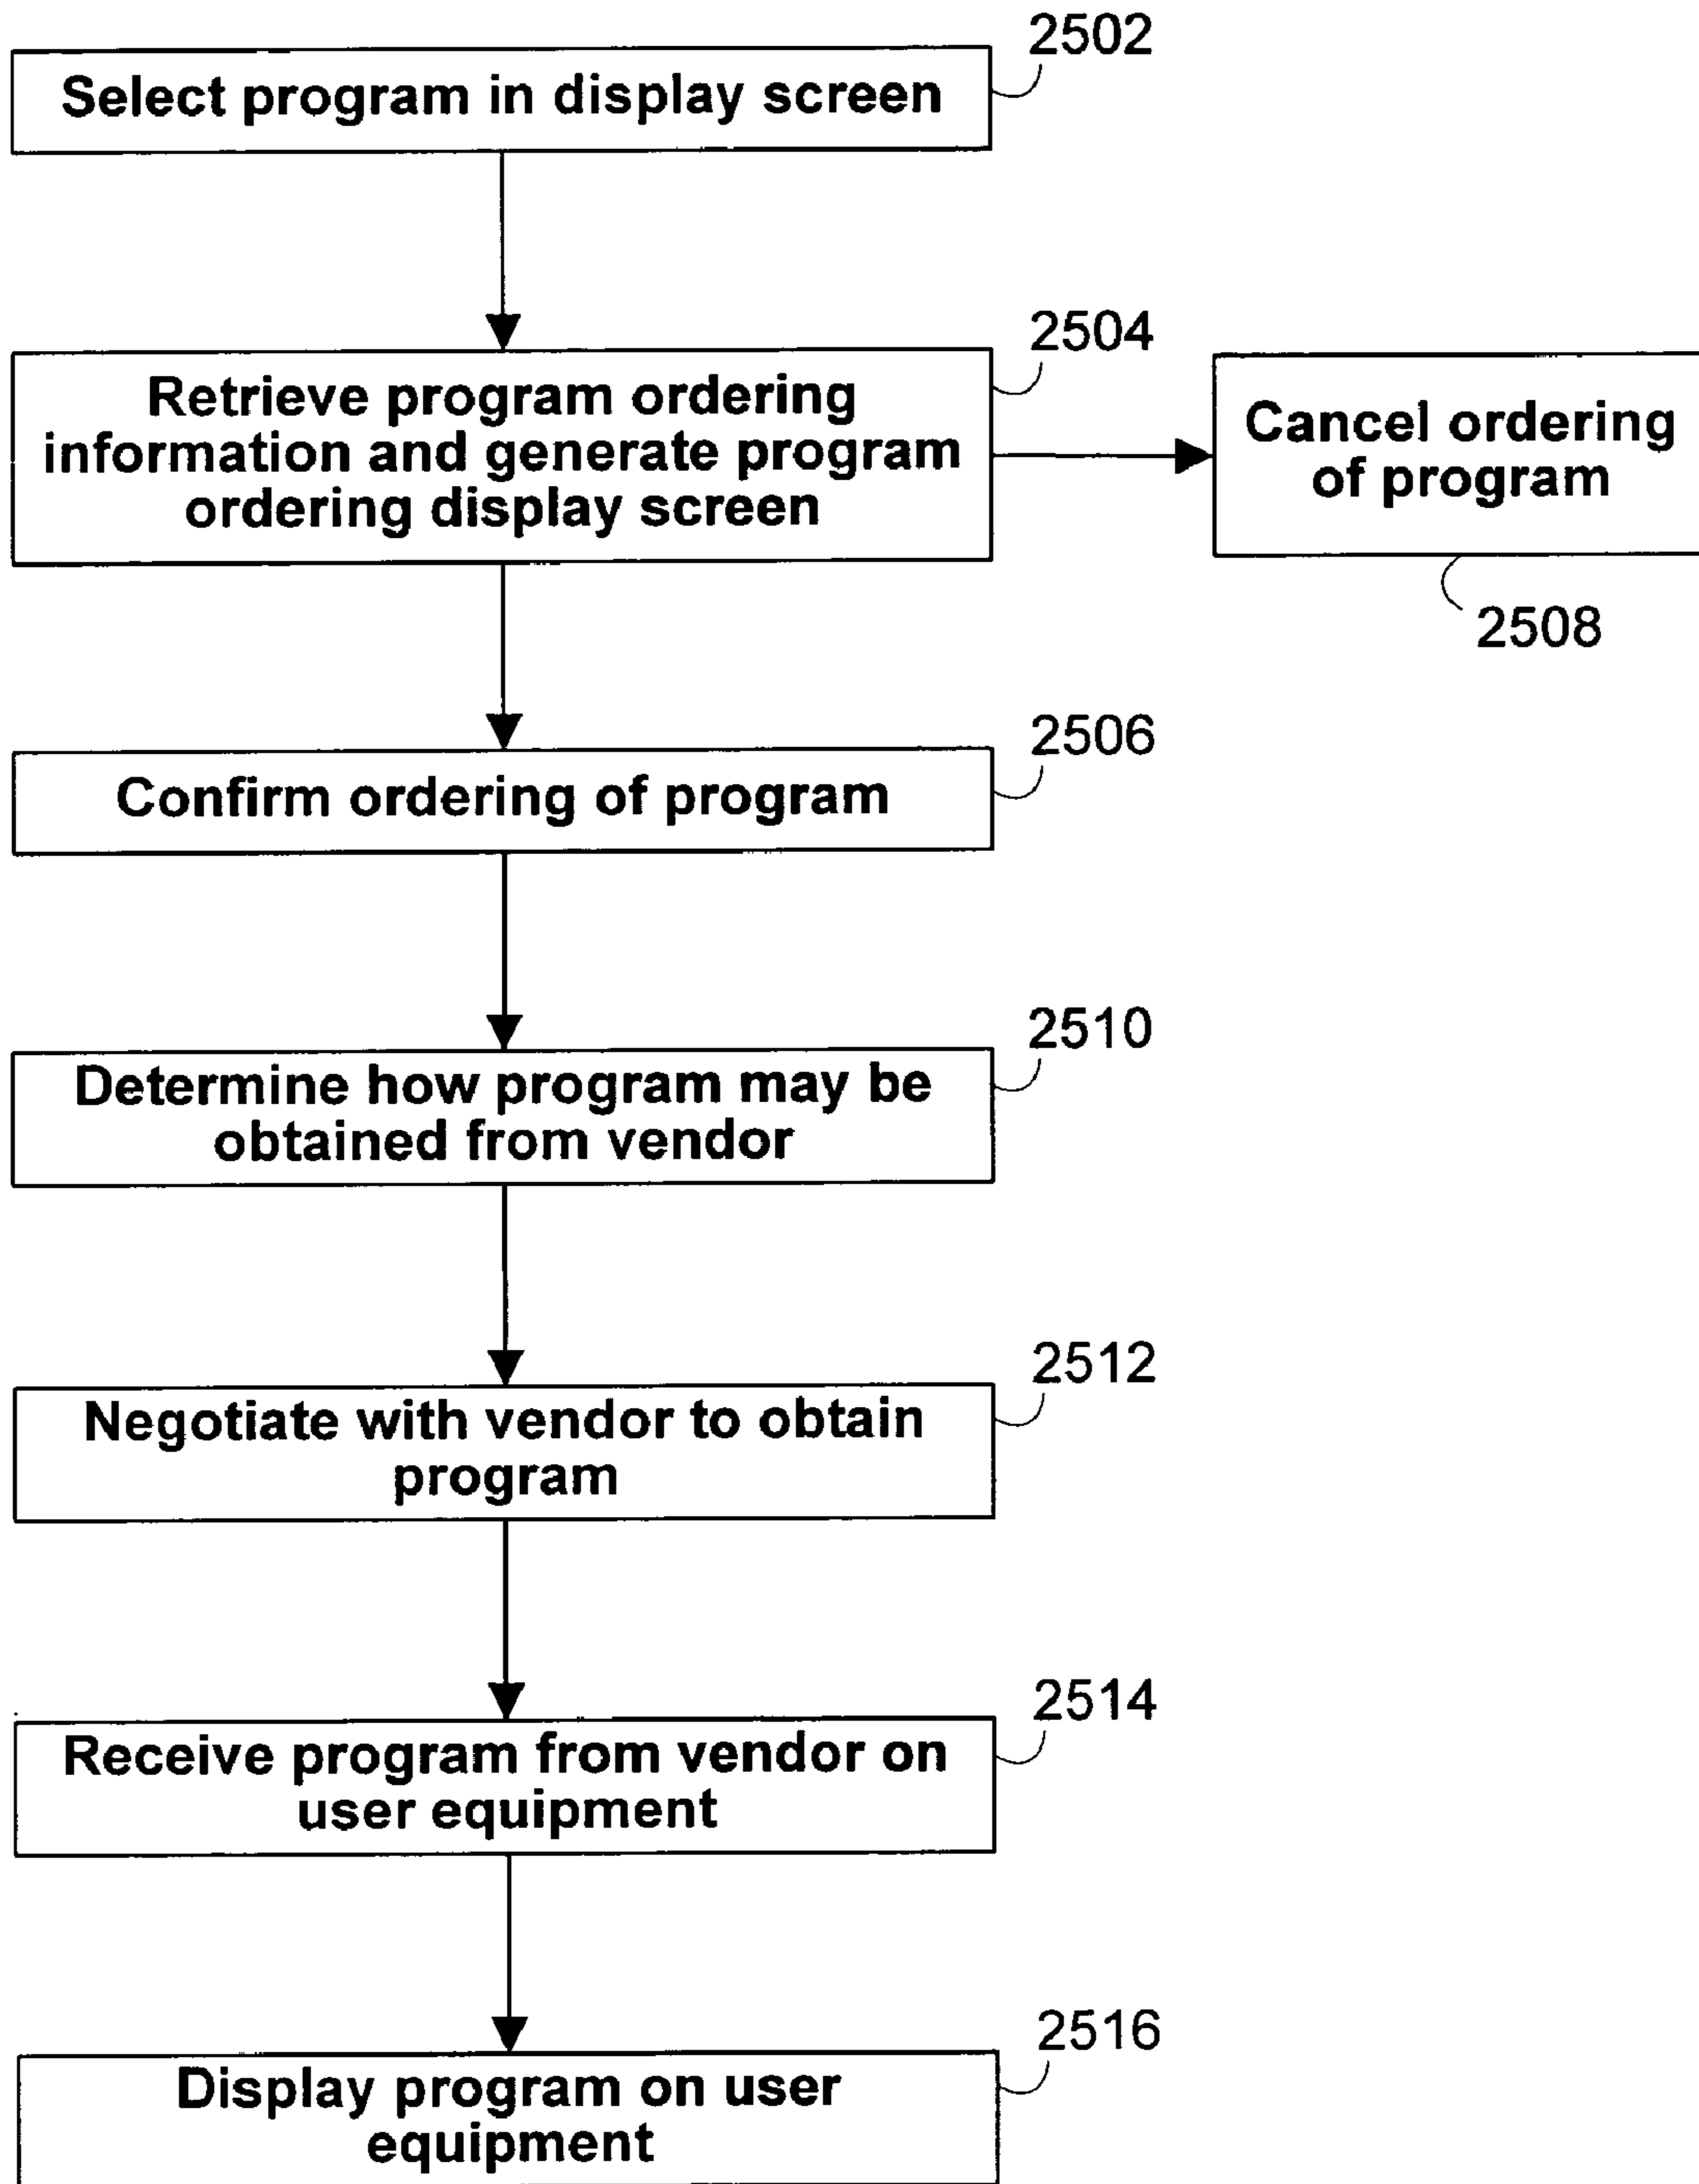 2502
Select program in display screen
2504
Retrieve program ordering
information and generate program
ordering display screen
Cancel ordering
of program
2508
2506
Confirm ordering of program
2510
Determine how program may be
obtained from vendor
2512
Negotiate with vendor to obtain
program
2514
Receive program from vendor on
user equipment
2516
Display program on user
equipment